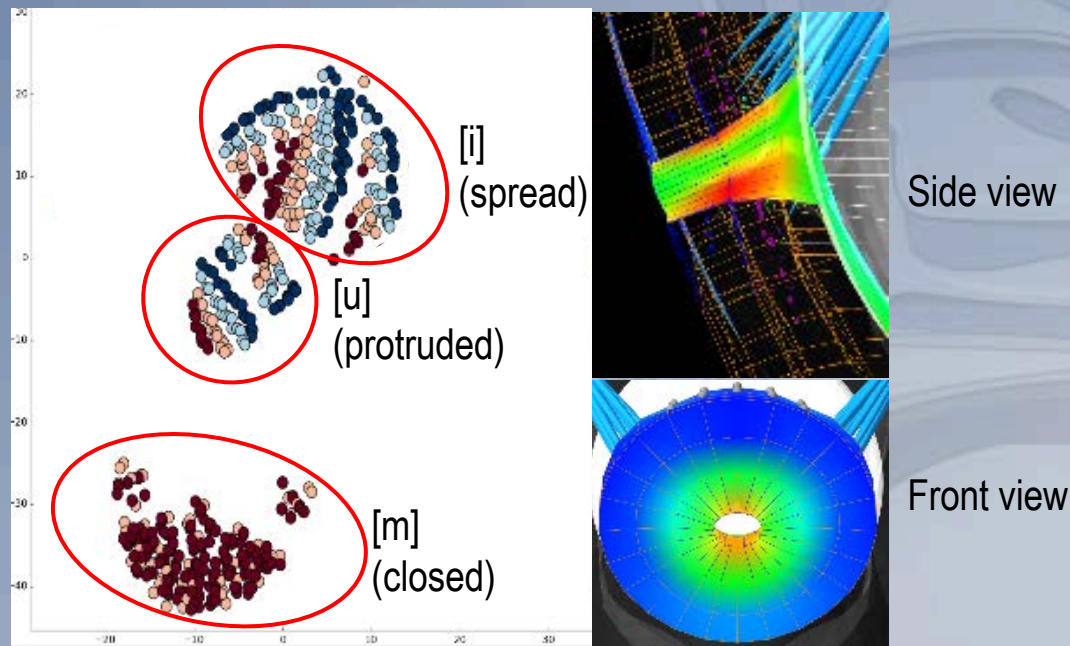 30
20
10
0
-10
-20
-30
-40
-20
-10
0
10
20
30
[i]
(spread)
[u]
(protruded)
[m]
(closed)
Side view
Front view